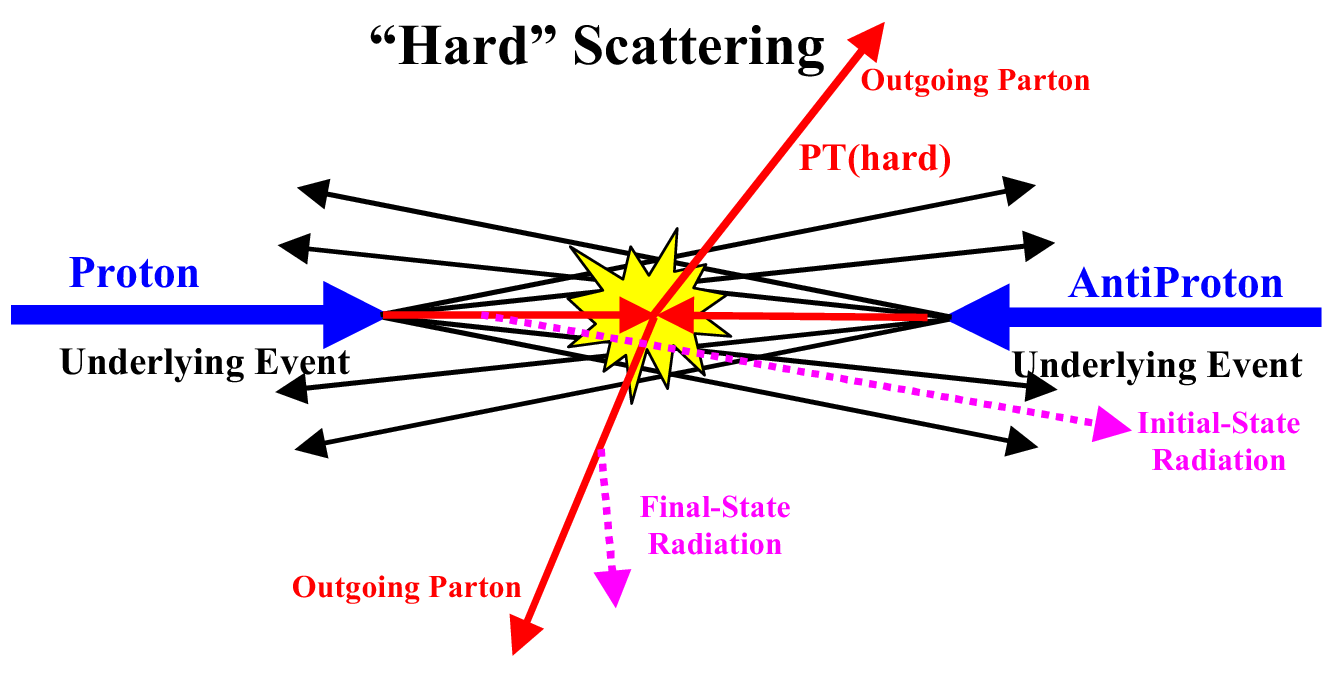 “Hard” Scattering
Outgoing Parton
PT(hard)
Proton
AntiProton
Underlying Event
Underlying Event
Initial-State
Radiation
Final-State
Radiation
Outgoing Parton